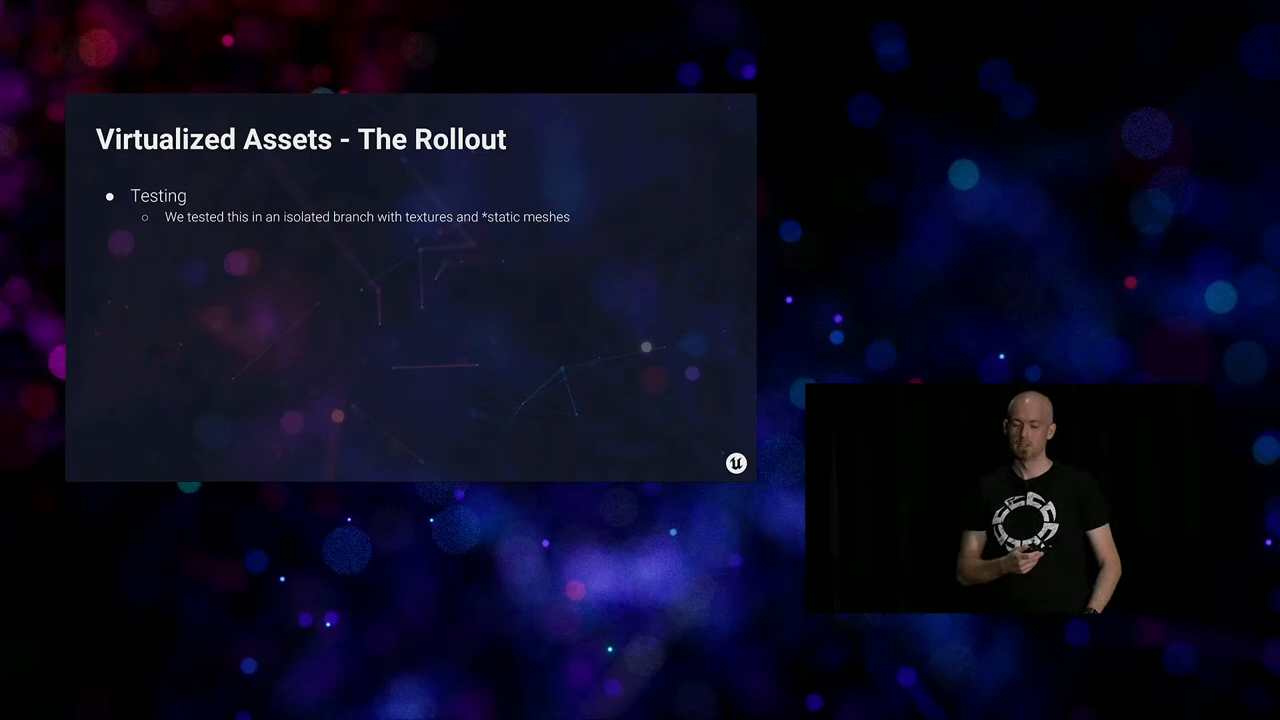 Virtualized Assets - The Rollout
● Testing
○ We tested this in an isolated branch with textures and *static meshes